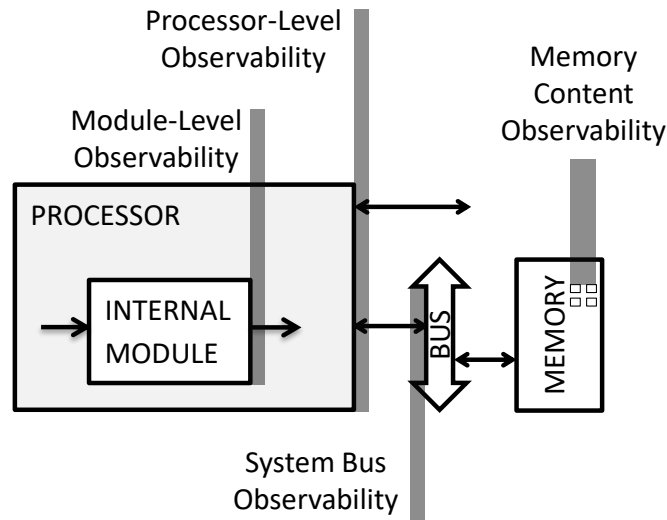 Processor-Level
Observability
Memory
Content
Observability
Module-Level
Observability
PROCESSOR
INTERNAL
MODULE
BUS
MEMORY
System Bus
Observability